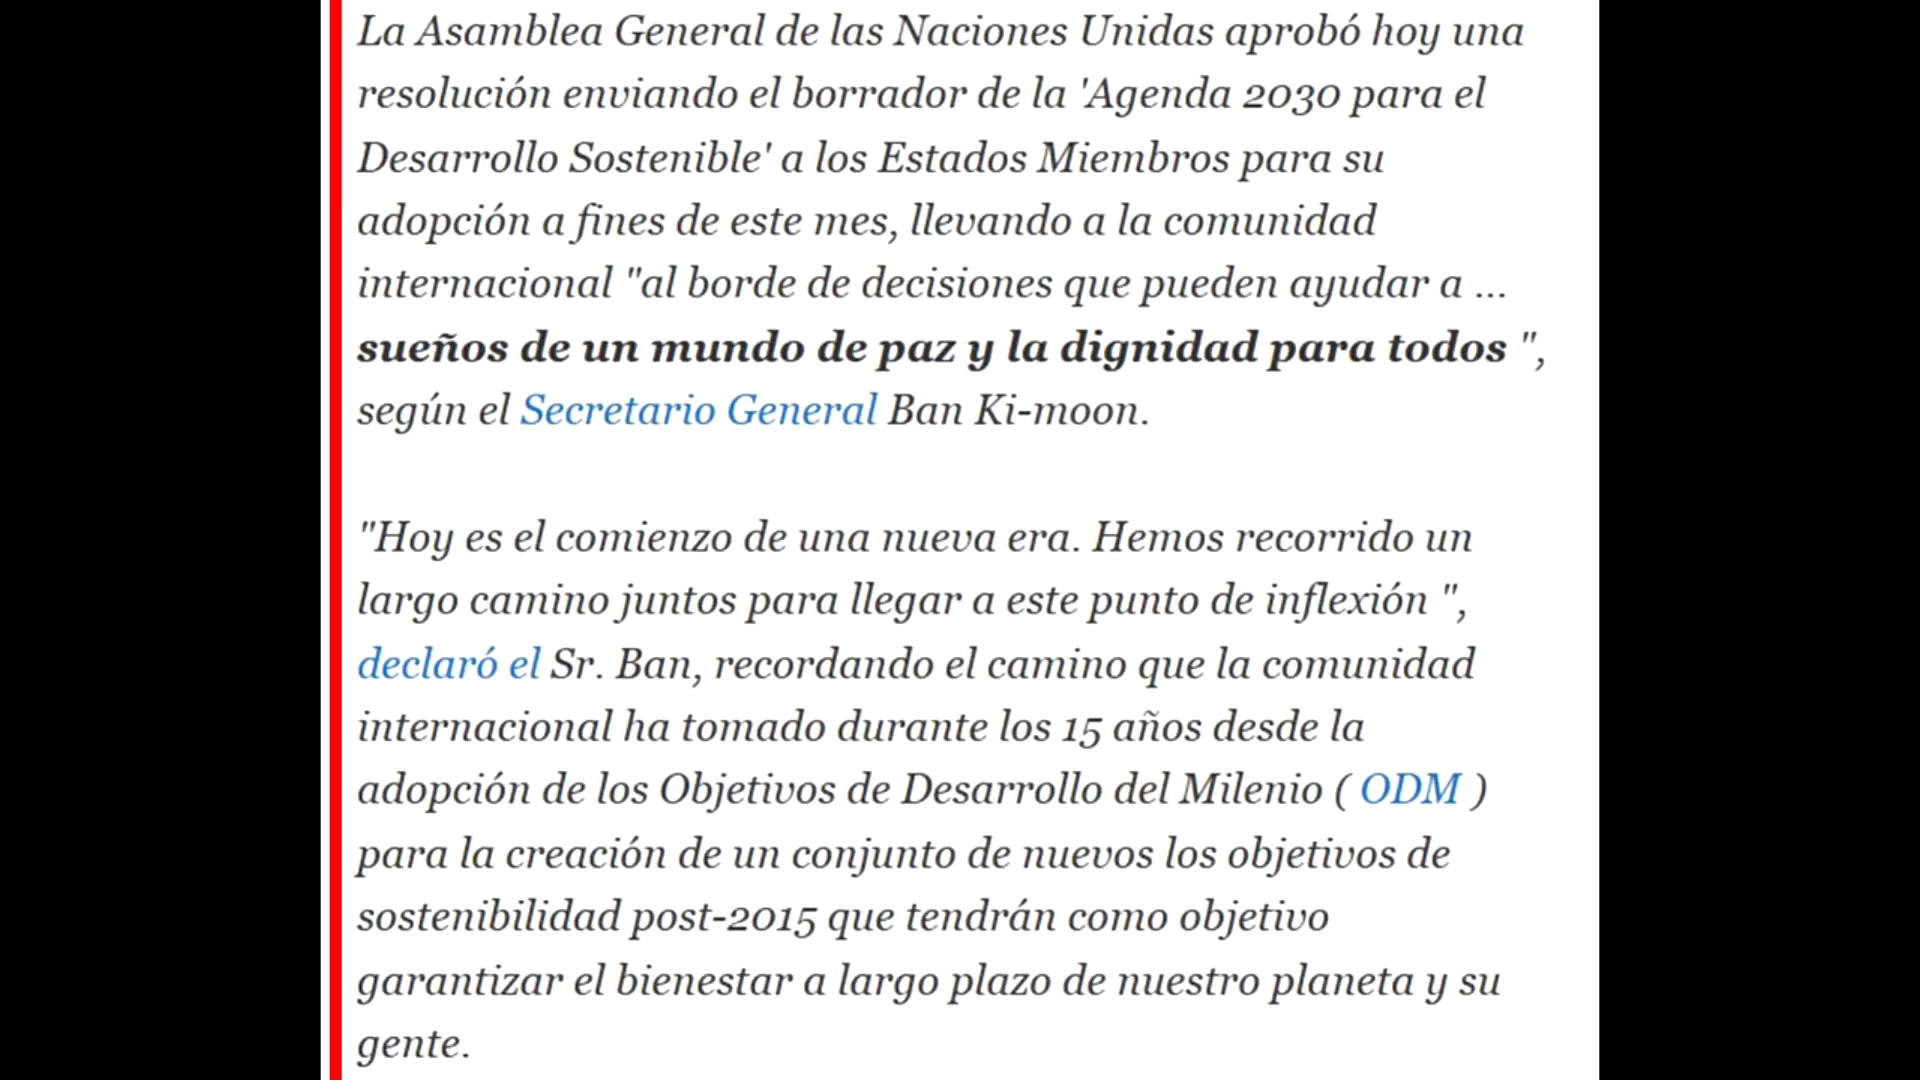 La Asamblea General de las Naciones Unidas aprobó hoy una
resolución enviando el borrador de la 'Agenda 2030 para el
Desarrollo Sostenible' a los Estados Miembros para su
adopción a fines de este mes, llevando a la comunidad
internacional "al borde de decisiones que pueden ayudar a ...
sueños de un mundo de paz y la dignidad para todos ",
según el Secretario General Ban Ki-moon.
"Hoy es el comienzo de una nueva era. Hemos recorrido un
largo camino juntos para llegar a este punto de inflexión ",
declaró el Sr. Ban, recordando el camino que la comunidad
internacional ha tomado durante los 15 años desde la
adopción de los Objetivos de Desarrollo del Milenio ( ODM )
para la creación de un conjunto de nuevos los objetivos de
sostenibilidad post-2015 que tendrán como objetivo
garantizar el bienestar a largo plazo de nuestro planeta y su
gente.